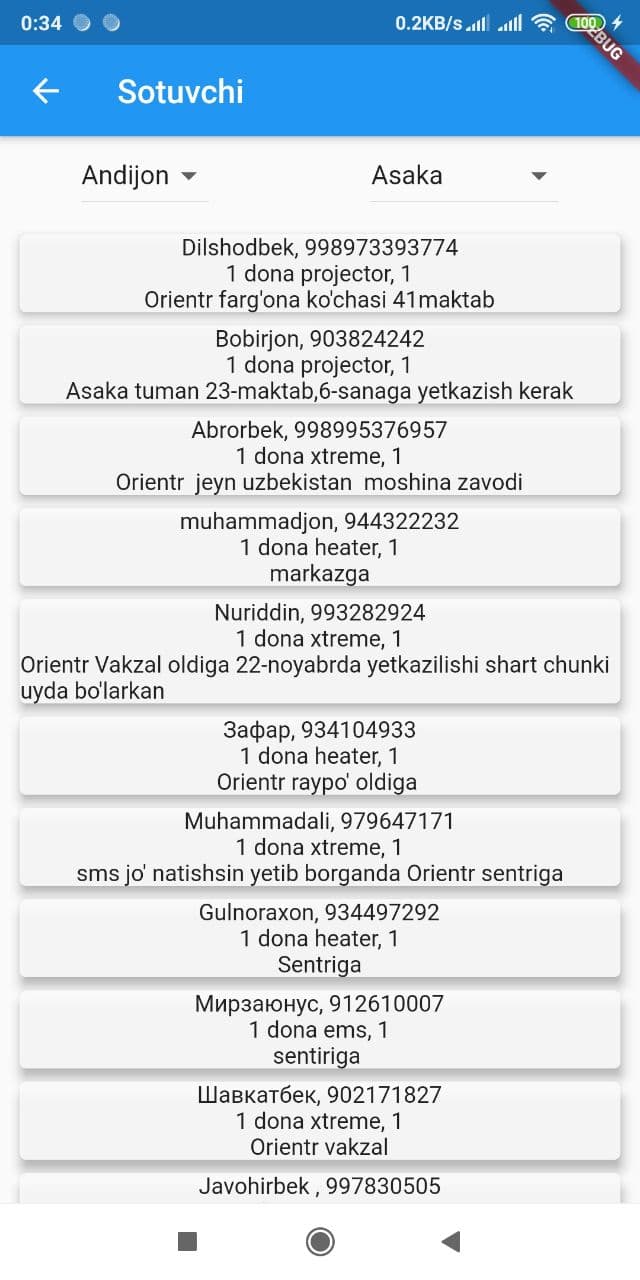 0:34 0.2KB/s 100
Sotuvchi
Andijon Asaka
Dilshodbek, 998973393774
1 dona projector, 1
Orientr farg'ona ko'chasi 41maktab
Bobirjon, 903824242
1 dona projector, 1
Asaka tuman 23-maktab,6-sanaga yetkazish kerak
Abrorbek, 998995376957
1 dona xtreme, 1
Orientr  jeyn uzbekistan  moshina zavodi
muhammadjon, 944322232
1 dona heater, 1
markazga
Nuriddin, 993282924
1 dona xtreme, 1
Orientr Vakzal oldiga 22-noyabrda yetkazilishi shart chunki
uyda bo'larkan
Зафар, 934104933
1 dona heater, 1
Orientr raypo' oldiga
Muhammadali, 979647171
1 dona xtreme, 1
sms jo' natishsin yetib borganda Orientr sentriga
Gulnoraxon, 934497292
1 dona heater, 1
Sentriga
Мирзаюнус, 912610007
1 dona ems, 1
sentiriga
Шавкатбек, 902171827
1 dona xtreme, 1
Orientr vakzal
Javohirbek , 997830505